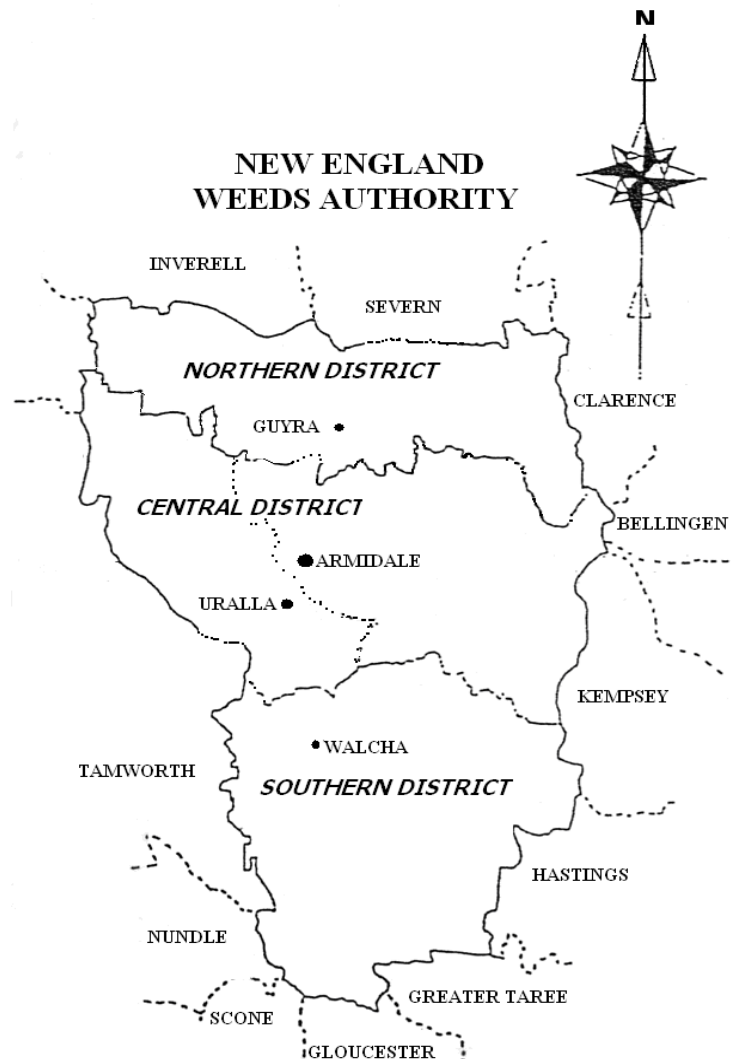 N
NEW ENGLAND
WEEDS AUTHORITY
INVERELL
SEVERN
NORTHERN DISTRICT
CLARENCE
GUYRA
CENTRAL DISTRICT
BELLINGEN
ARMIDALE
URALLA
KEMPSEY
WALCHA
TAMWORTH
SOUTHERN DISTRICT
HASTINGS
NUNDLE
GREATER TAREE
SCONE
GLOUCESTER